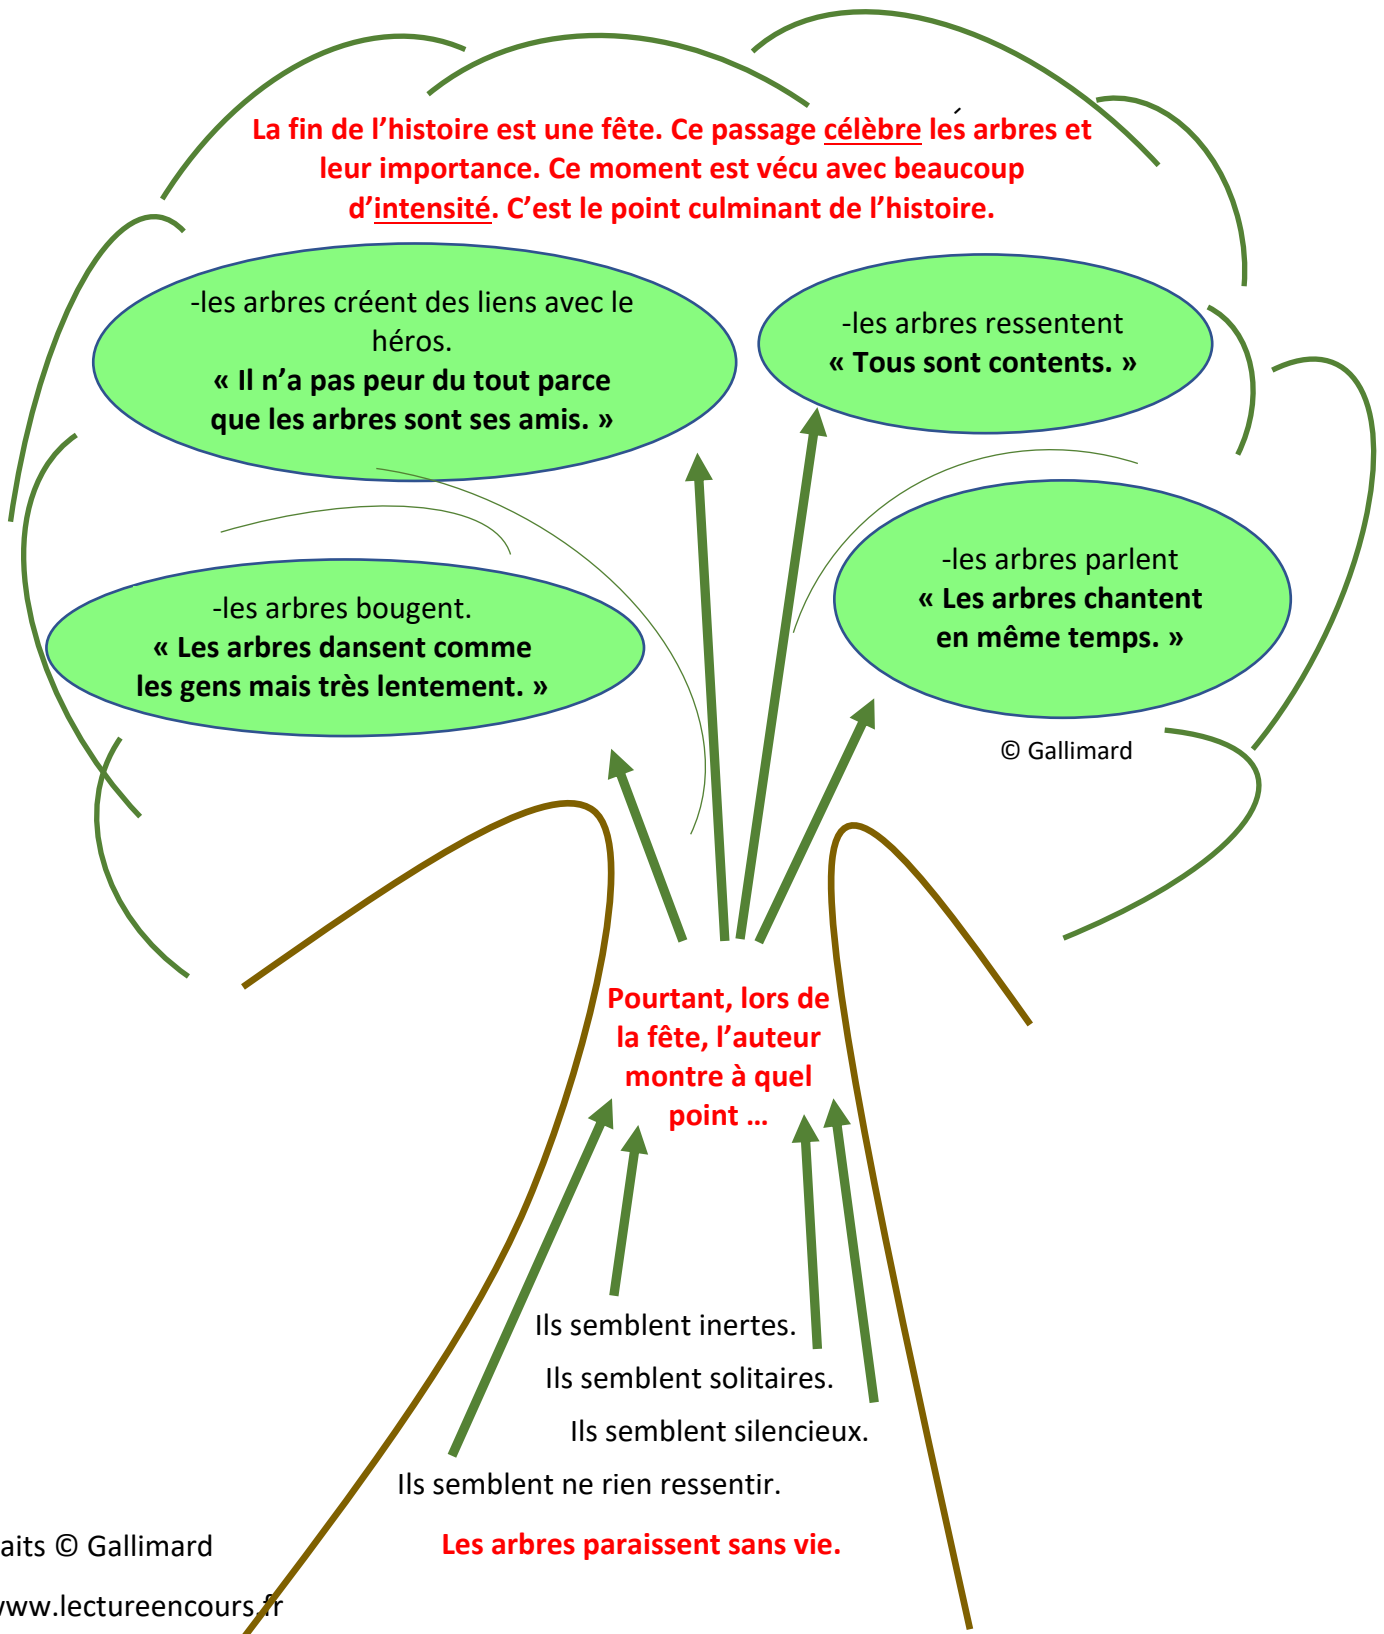 La fin de l’histoire est une fête. Ce passage célèbre les arbres et
leur importance. Ce moment est vécu avec beaucoup
d’intensité. C’est le point culminant de l’histoire.
-les arbres créent des liens avec le
héros.
« Il n’a pas peur du tout parce
que les arbres sont ses amis. »
-les arbres ressentent
« Tous sont contents. »
-les arbres bougent.
« Les arbres dansent comme
les gens mais très lentement. »
-les arbres parlent
« Les arbres chantent
en même temps. »
© Gallimard
Pourtant, lors de
la fête, l’auteur
montre à quel
point …
Ils semblent inertes.
Ils semblent solitaires.
Ils semblent silencieux.
Ils semblent ne rien ressentir.
Les arbres paraissent sans vie.
aits © Gallimard
www.lectureencours.fr